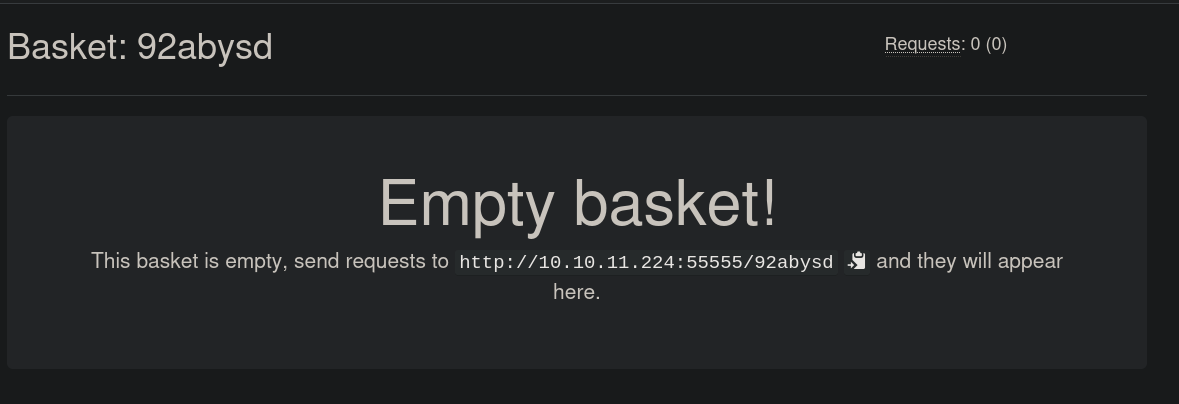 Basket: 92abysd
Requests: 0 (0)
Empty basket!
This basket is empty, send requests to http://10.10.11.224:55555/92abysd and they will appear
here.